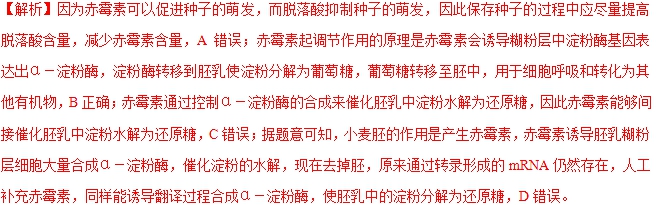 【解析】因为赤霉素可以促进种子的萌发，而脱落酸抑制种子的萌发，因此保存种子的过程中应尽量提高
脱落酸含量，减少赤霉素含量，A 错误；赤霉素起调节作用的原理是赤霉素会诱导糊粉层中淀粉酶基因表
达出α－淀粉酶，淀粉酶转移到胚乳使淀粉分解为葡萄糖，葡萄糖转移至胚中，用于细胞呼吸和转化为其
他有机物，B 正确；赤霉素通过控制α－淀粉酶的合成来催化胚乳中淀粉水解为还原糖，因此赤霉素能够间
接催化胚乳中淀粉水解为还原糖，C 错误；据题意可知，小麦胚的作用是产生赤霉素，赤霉素诱导胚乳糊粉
层细胞大量合成α－淀粉酶，催化淀粉的水解，现在去掉胚，原来通过转录形成的 mRNA 仍然存在，人工
补充赤霉素，同样能诱导翻译过程合成α－淀粉酶，使胚乳中的淀粉分解为还原糖，D 错误。